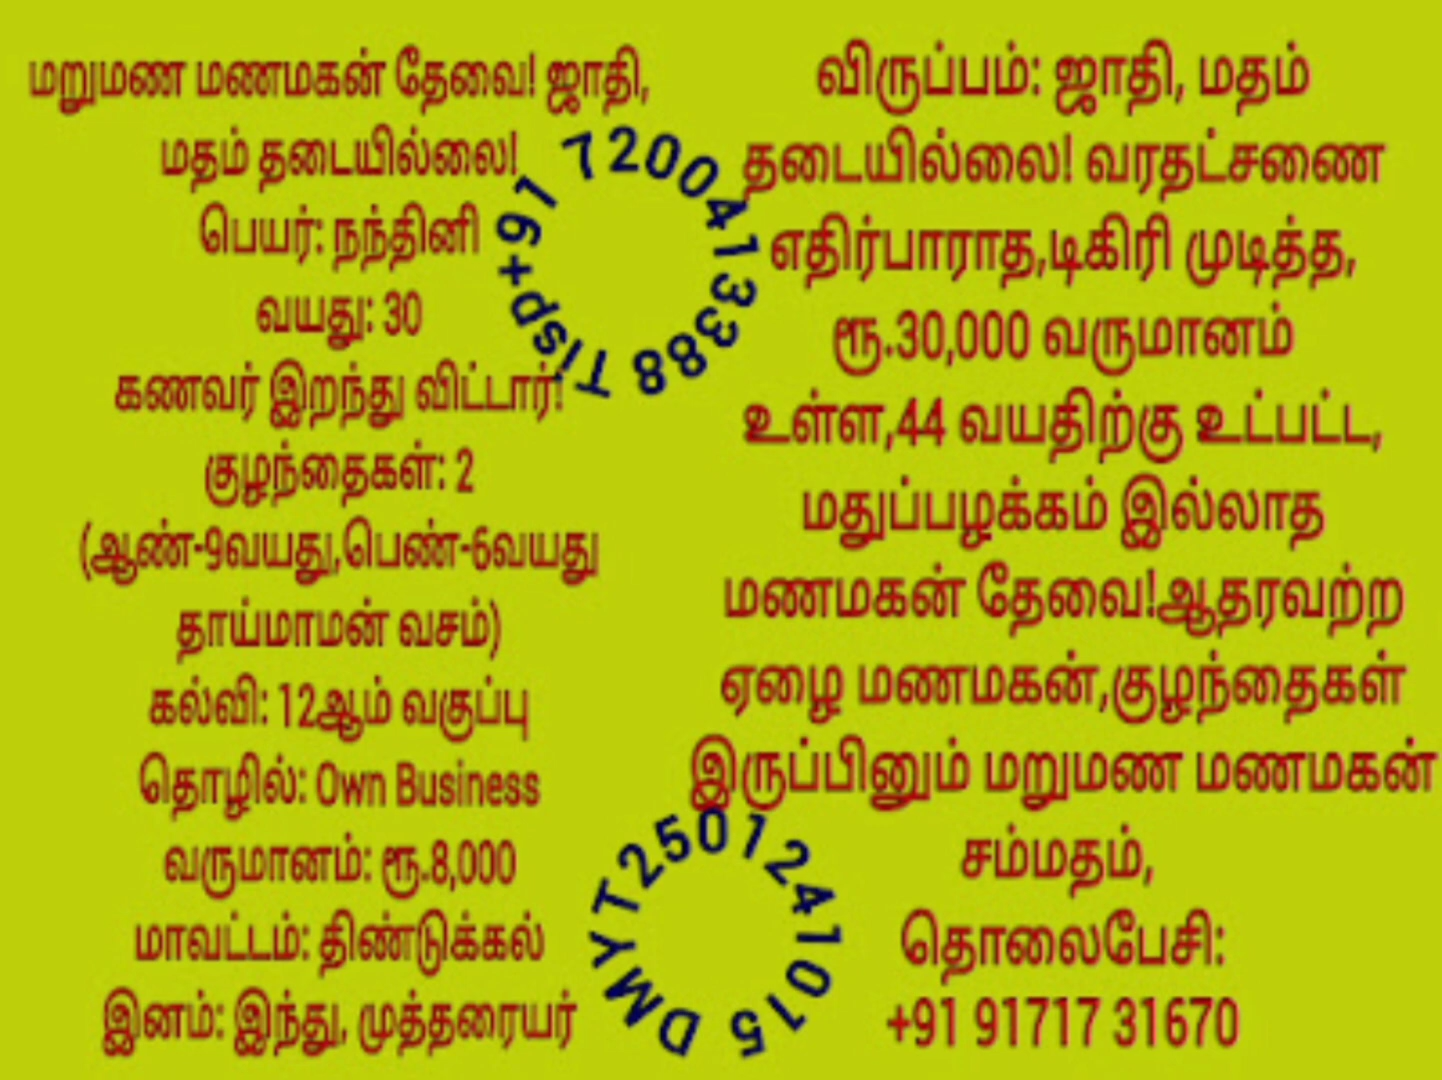 மறுமண மணமகன் தேவை! ஜாதி,
மதம் தடையில்லை!
பெயர்: நந்தினி
வயது: 30
கணவர் இறந்து விட்டார்!
குழந்தைகள்: 2
(ஆண்-9வயது,பெண்-6வயது
தாய்மாமன் வசம்)
கல்வி: 12ஆம் வகுப்பு
தொழில்: Own Business
வருமானம்: ரூ.8,000
மாவட்டம்: திண்டுக்கல்
இனம்: இந்து, முத்தரையர்
விருப்பம்: ஜாதி, மதம்
தடையில்லை! வரதட்சணை
எதிர்பாராத,டிகிரி முடித்த,
ரூ.30,000 வருமானம்
உள்ள,44 வயதிற்கு உட்பட்ட,
மதுப்பழக்கம் இல்லாத
மணமகன் தேவை!ஆதரவற்ற
ஏழை மணமகன்,குழந்தைகள்
இருப்பினும் மறுமண மணமகன்
சம்மதம்,
தொலைபேசி:
+91 91717 31670
Tisd+91 7200413388
DMYT2501241015